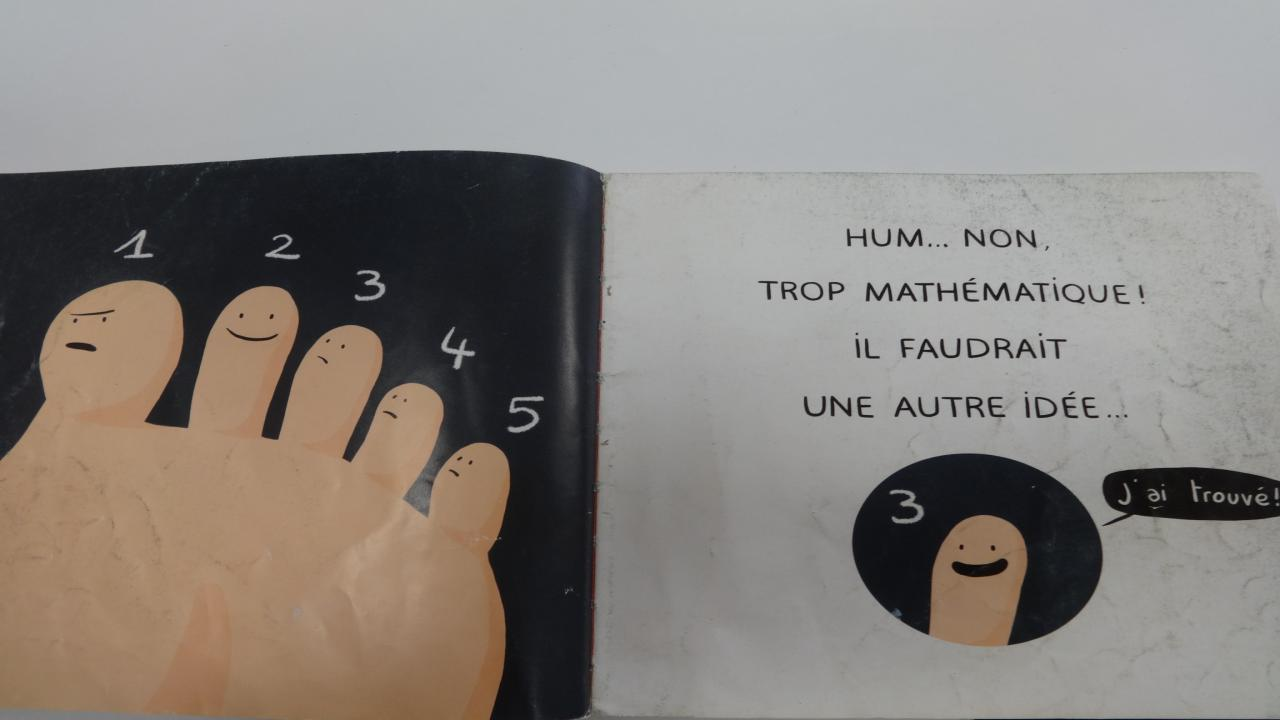 1
2
3
4
5
HUM... NON,
TROP MATHÉMATIQUE !
IL FAUDRAIT
UNE AUTRE IDÉE...
3
J'ai trouvé!